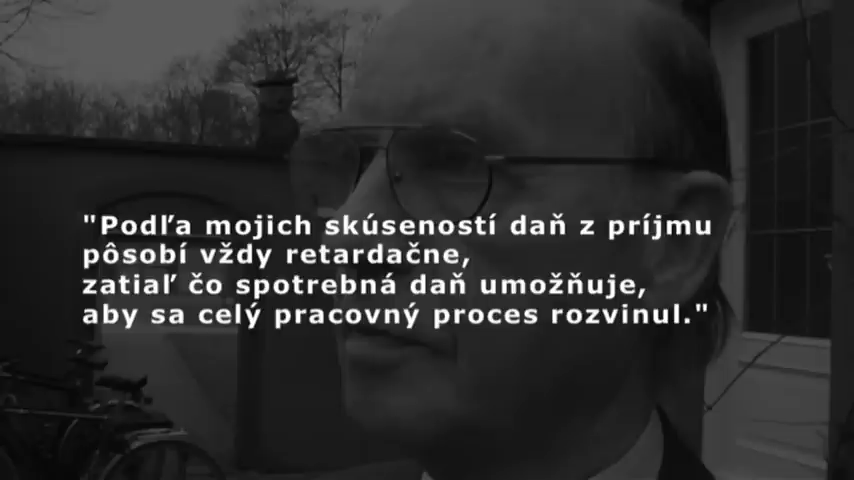 "Podľa mojich skúseností daň z príjmu
pôsobí vždy retardačne,
zatiaľ čo spotrebná daň umožňuje,
aby sa celý pracovný proces rozvinul."